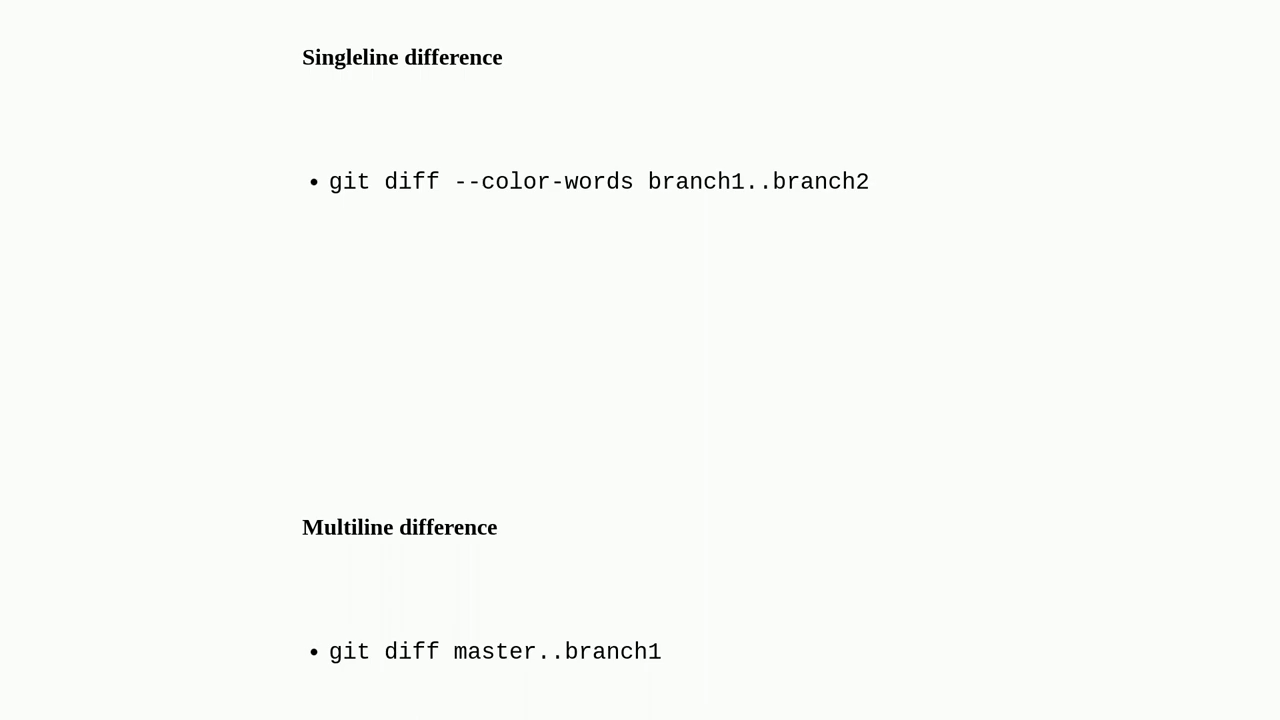 Singleline difference
• git diff --color-words branch1..branch2
Multiline difference
• git diff master..branch1